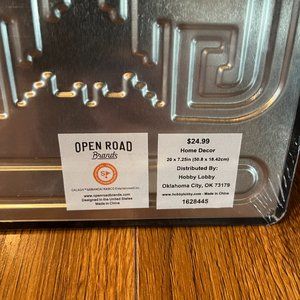 OPEN ROAD
Brands
www.openroadbrands.com
Designed in the United States
Made in China
$24.99
Home Decor
20 x 7.25in (50.8 x 18.42cm)
Distributed By:
Hobby Lobby
Oklahoma City, OK 73179
www.hobbylobby.com - Made in China
1628445